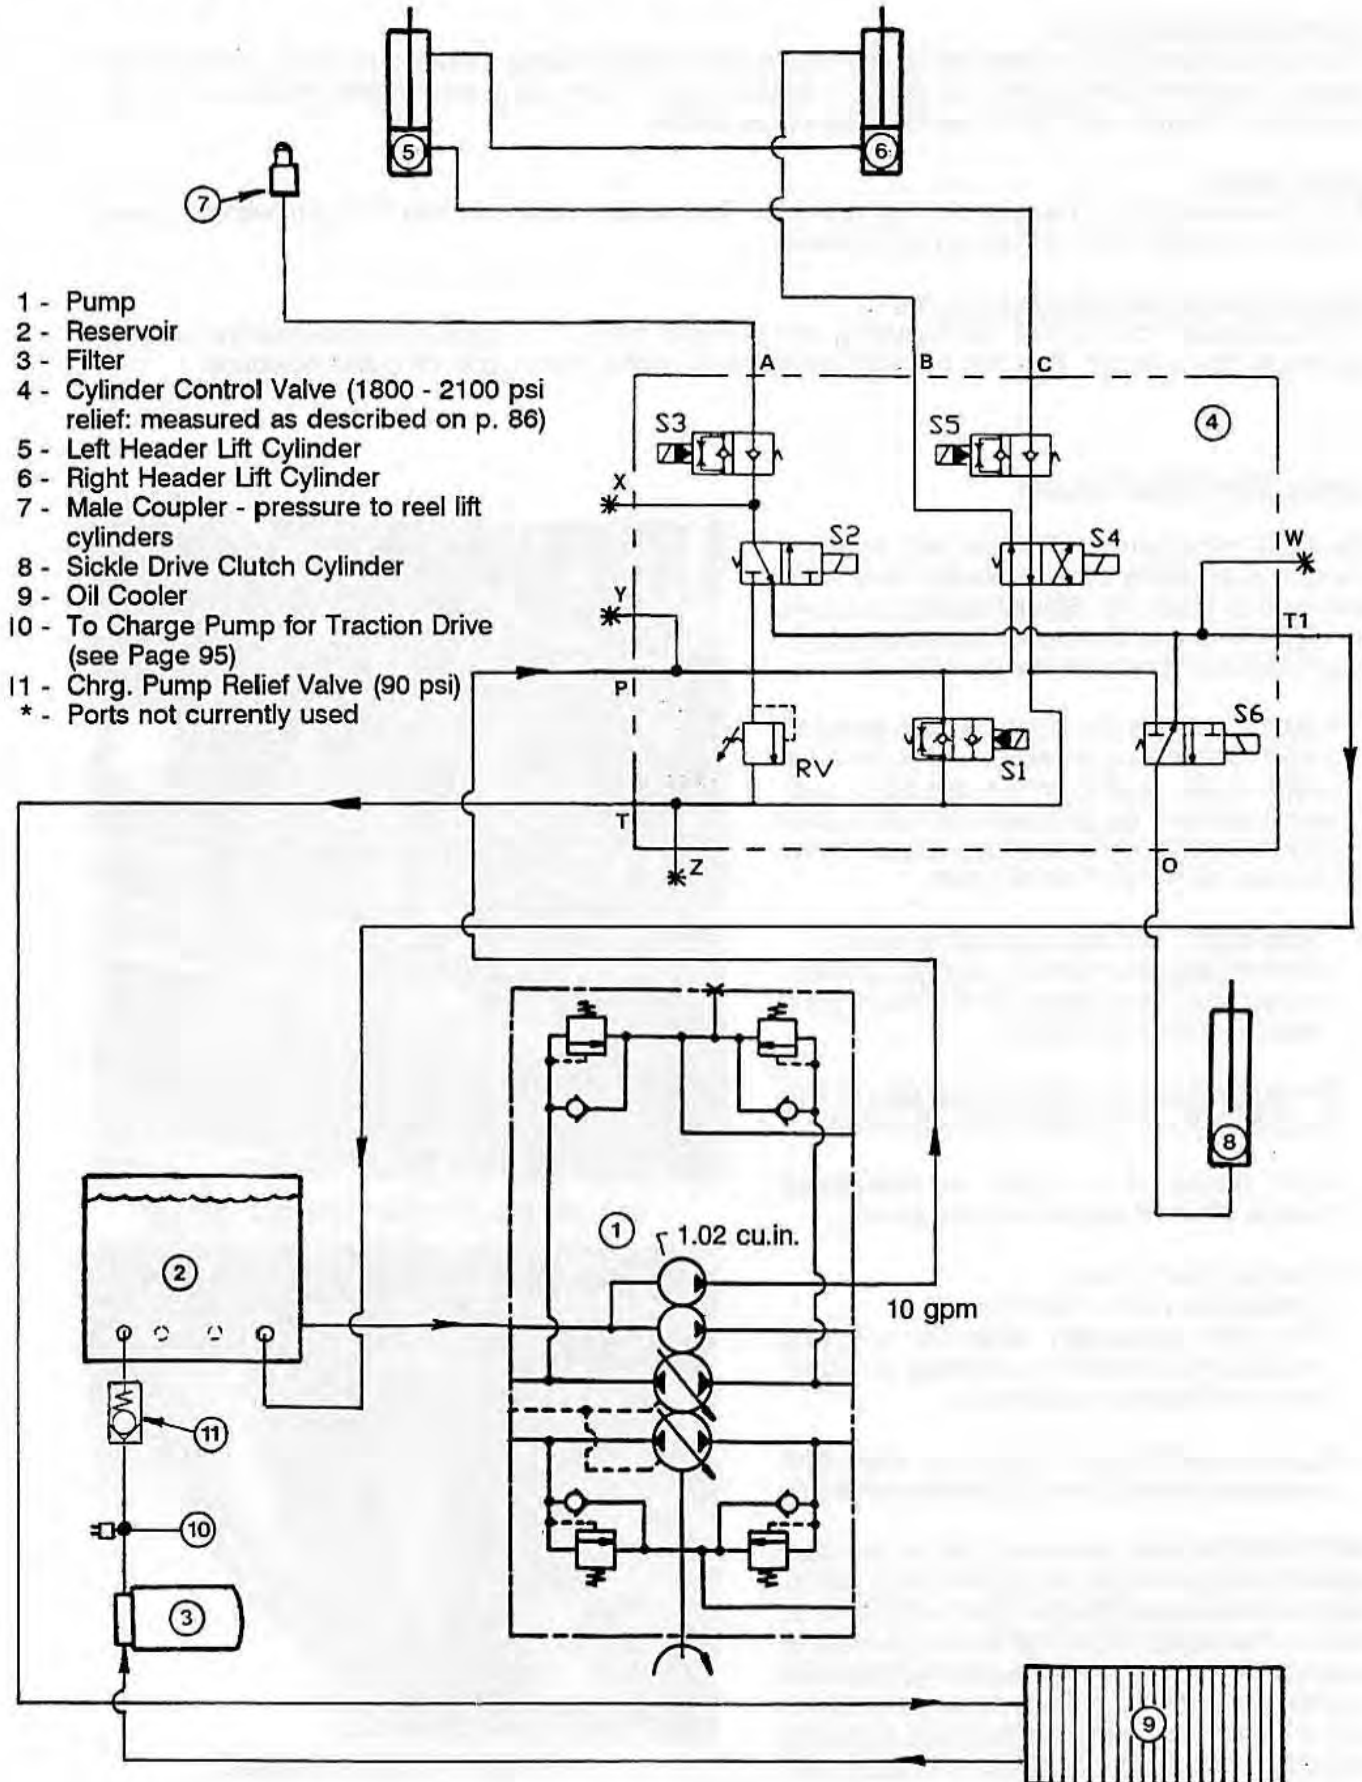 5
6
7
1 - Pump
2 - Reservoir
3 - Filter
4 - Cylinder Control Valve (1800 - 2100 psi
relief: measured as described on p. 86)
5 - Left Header Lift Cylinder
6 - Right Header Lift Cylinder
7 - Male Coupler - pressure to reel lift
cylinders
8 - Sickle Drive Clutch Cylinder
9 - Oil Cooler
10 - To Charge Pump for Traction Drive
(see Page 95)
11 - Chrg. Pump Relief Valve (90 psi)
* - Ports not currently used
A
B
C
4
S3
S5
X
S2
S4
W
Y
T1
P
S6
RV
S1
T
Z
O
8
1
1.02 cu.in.
2
10 gpm
11
10
3
9